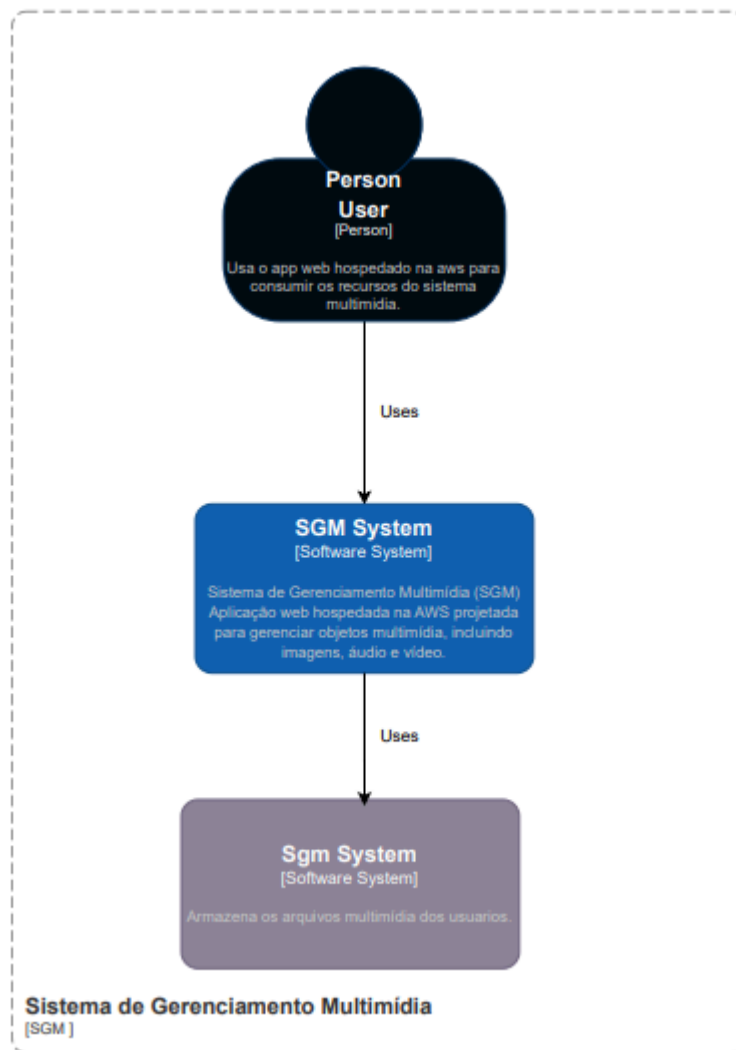 Person
User
[Person]
Usa o app web hospedado na aws para
consumir os recursos do sistema
multimidia.
Uses
SGM System
[Software System]
Sistema de Gerenciamento Multimídia (SGM)
Aplicação web hospedada na AWS projetada
para gerenciar objetos multimídia, incluindo
imagens, áudio e vídeo.
Uses
Sgm System
[Software System]
Armazena os arquivos multimídia dos usuarios.
Sistema de Gerenciamento Multimídia
[SGM ]